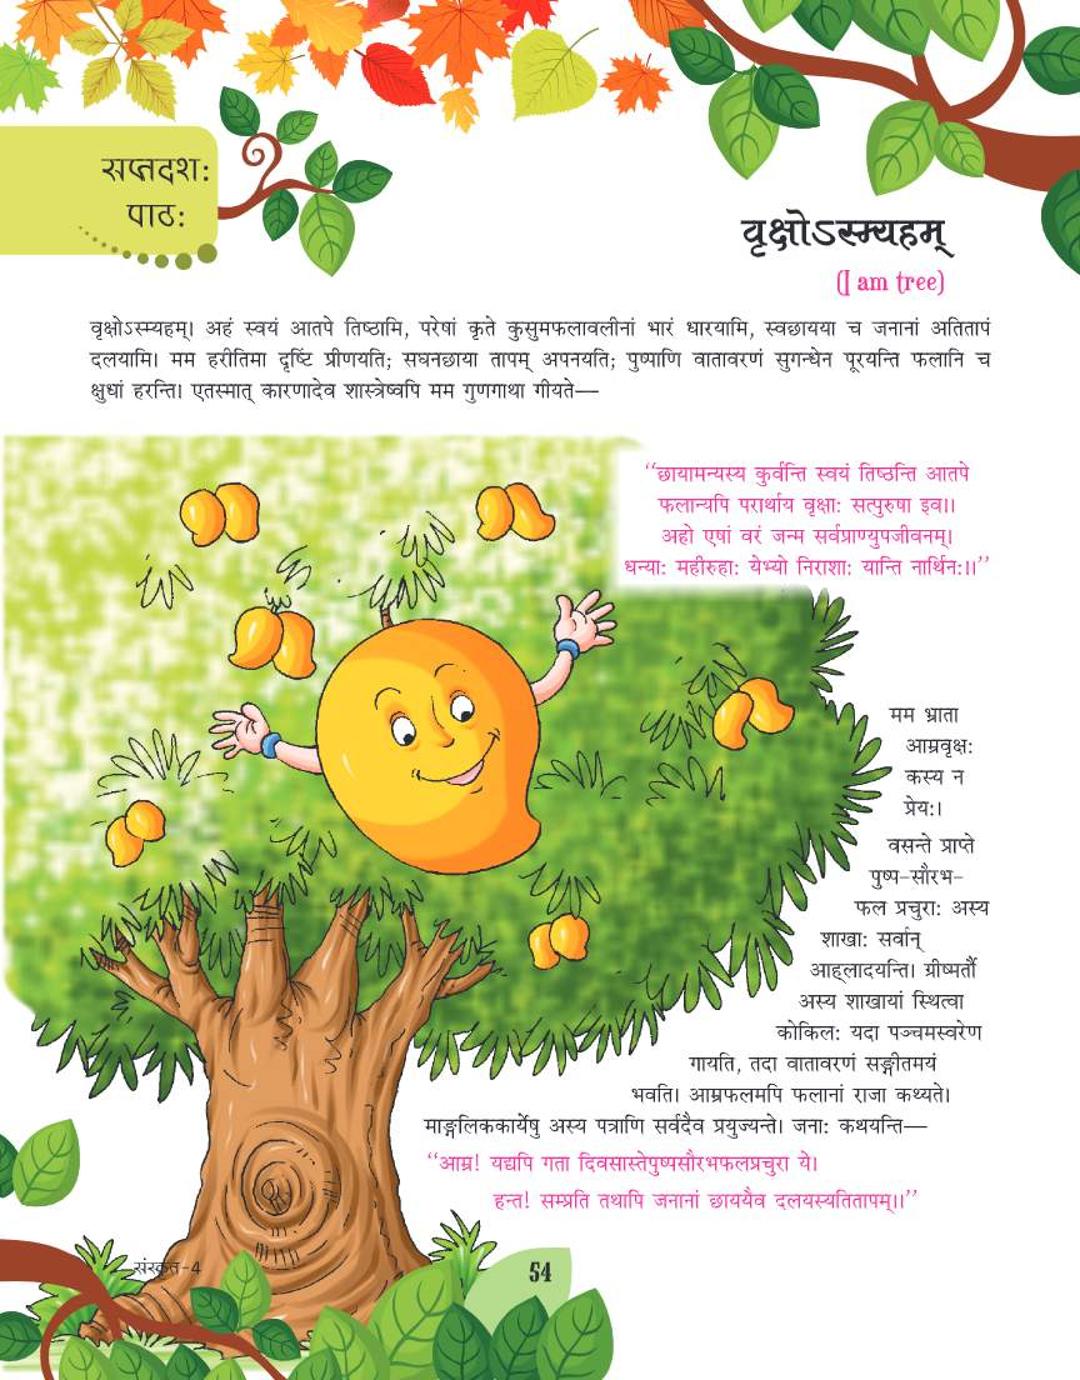 सप्तदशः
पाठः
वृक्षोऽस्म्यहम्
(I am tree)
वृक्षोऽस्म्यहम्। अहं स्वयं आतपे तिष्ठामि, परेषां कृते कुसुमफलावलीनां भारं धारयामि, स्वछायया च जनानां अतितापं
दलयामि। मम हरीतिमा दृष्टिं प्रीणयति; सघनछाया तापम् अपनयति; पुष्पाणि वातावरणं सुगन्धेन पूरयन्ति फलानि च
क्षुधां हरन्ति। एतस्मात् कारणादेव शास्त्रेष्वपि मम गुणगाथा गीयते—
“छायामन्यस्य कुर्वन्ति स्वयं तिष्ठन्ति आतपे
फलान्यपि परार्थाय वृक्षाः सत्पुरुषा इव।।
अहो एषां वरं जन्म सर्वप्राण्युपजीवनम्।
धन्याः महीरुहाः येभ्यो निराशाः यान्ति नार्थिनः।।”
मम भ्राता
आम्रवृक्षः
कस्य न
प्रेयः।
वसन्ते प्राप्ते
पुष्प-सौरभ-
फल प्रचुराः अस्य
शाखाः सर्वान्
आह्लादयन्ति। ग्रीष्मर्तौ
अस्य शाखायां स्थित्वा
कोकिलः यदा पञ्चमस्वरेण
गायति, तदा वातावरणं सङ्गीतमयं
भवति। आम्रफलमपि फलानां राजा कथ्यते।
माङ्गलिककार्येषु अस्य पत्राणि सर्वदैव प्रयुज्यन्ते। जनाः कथयन्ति—
“आम्र! यद्यपि गता दिवसास्तेपुष्पसौरभफलप्रचुरा ये।
हन्त! सम्प्रति तथापि जनानां छाययैव दलयस्यतितापम्।।”
संस्कृत-4
54